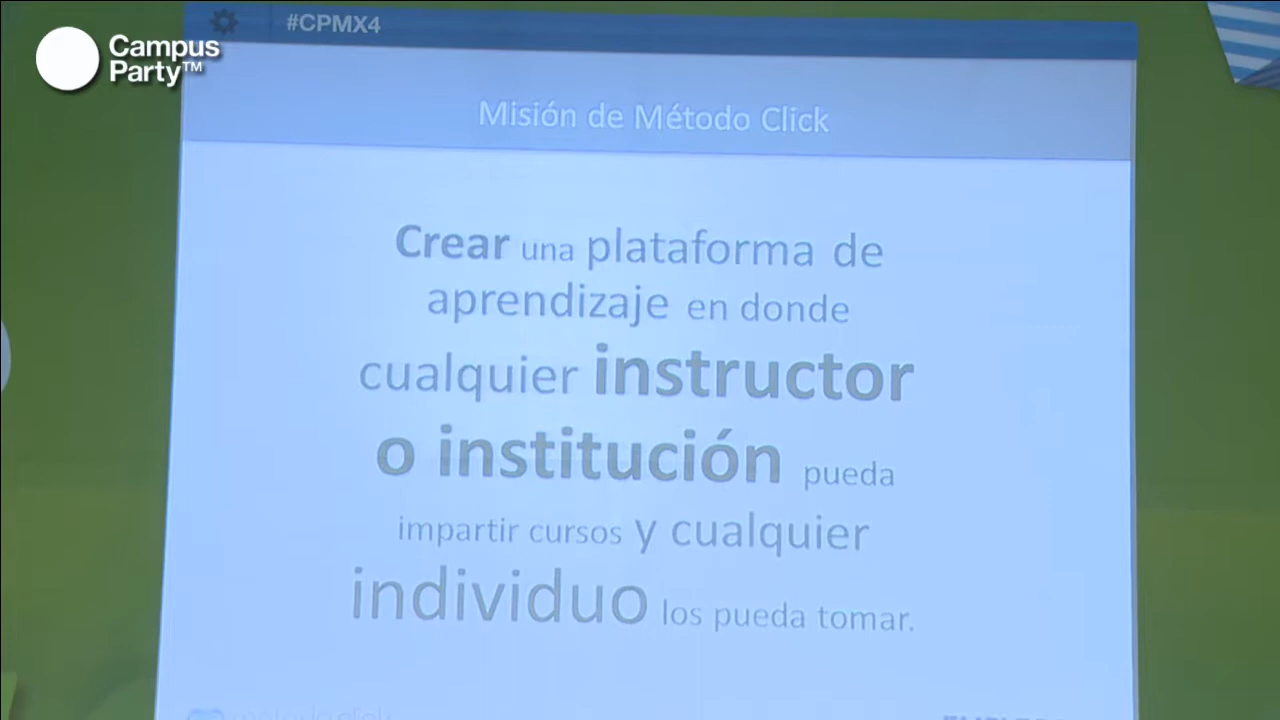 #CPMX4
Campus
Party™
Misión de Método Click
Crear una plataforma de
aprendizaje en donde
cualquier instructor
o institución pueda
impartir cursos y cualquier
individuo los pueda tomar.